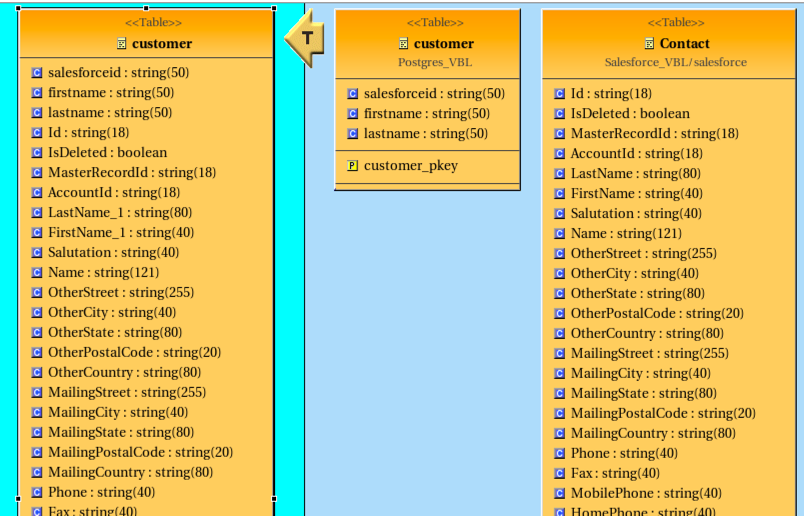 <<Table>>
customer
salesforceid : string(50)
firstname : string(50)
lastname : string(50)
Id : string(18)
IsDeleted : boolean
MasterRecordId : string(18)
AccountId : string(18)
LastName_1 : string(80)
FirstName_1 : string(40)
Salutation : string(40)
Name : string(121)
OtherStreet : string(255)
OtherCity : string(40)
OtherState : string(80)
OtherPostalCode : string(20)
OtherCountry : string(80)
MailingStreet : string(255)
MailingCity : string(40)
MailingState : string(80)
MailingPostalCode : string(20)
MailingCountry : string(80)
Phone : string(40)
Fax : string(40)
T
<<Table>>
customer
Postgres_VBL
salesforceid : string(50)
firstname : string(50)
lastname : string(50)
customer_pkey
<<Table>>
Contact
Salesforce_VBL/salesforce
Id : string(18)
IsDeleted : boolean
MasterRecordId : string(18)
AccountId : string(18)
LastName : string(80)
FirstName : string(40)
Salutation : string(40)
Name : string(121)
OtherStreet : string(255)
OtherCity : string(40)
OtherState : string(80)
OtherPostalCode : string(20)
OtherCountry : string(80)
MailingStreet : string(255)
MailingCity : string(40)
MailingState : string(80)
MailingPostalCode : string(20)
MailingCountry : string(80)
Phone : string(40)
Fax : string(40)
MobilePhone : string(40)
HomePhone : string(40)